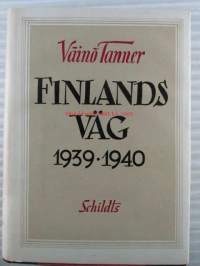 Väinö Tanner
FINLANDS
VÄG
1939·1940
Schildts